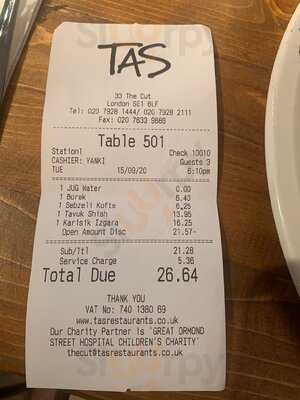 TAS
33 The Cut
London SE1 8LF
Tel: 020 7928 1444/ 020 7928 2111
Fax: 020 7633 9686
Table 501
Station1 Check 10010
CASHIER: YANKI Guests 3
TUE 15/09/20 6:10pm
1 JUG Water 0.00
1 Borek 6.40
1 Sebzeli Kofte 6.25
1 Tavuk Shish 13.95
1 Karisik Izgara 16.25
Open Amount Disc 21.57-
Sub/Ttl 21.28
Service Charge 5.36
Total Due 26.64
THANK YOU
VAT No: 740 1380 69
www.tasrestaurants.co.uk
Our Charity Partner is 'GREAT ORMOND
STREET HOSPITAL CHILDREN'S CHARITY'
thecut@tasrestaurants.co.uk